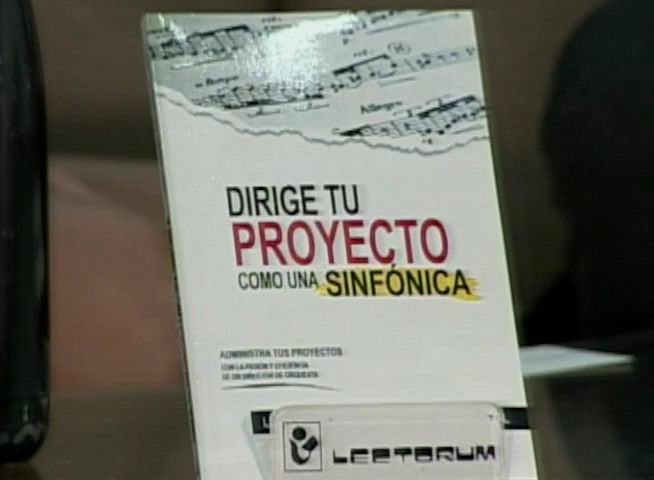 Allegro
DIRIGE TU
PROYECTO
COMO UNA SINFÓNICA
ADMINISTRA TUS PROYECTOS
CON LA PASIÓN Y EFICIENCIA
DE UN DIRECTOR DE ORQUESTA
LECTORUM